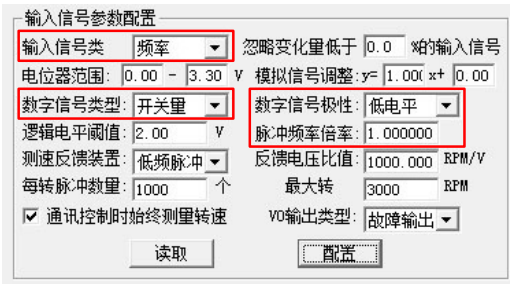 输入信号参数配置
输入信号类 频率 忽略变化量低于 0.0 %的输入信号
电位器范围: 0.00 - 3.30 V 模拟信号调整:y= 1.00( x+ 0.00
数字信号类型: 开关量 数字信号极性: 低电平
逻辑电平阈值: 2.00 V 脉冲频率倍率: 1.000000
测速反馈装置: 低频脉冲 反馈电压比值: 1000.000 RPM/V
每转脉冲数量: 1000 个 最大转 3000 RPM
通讯控制时始终测量转速 VO输出类型: 故障输出
读取 配置